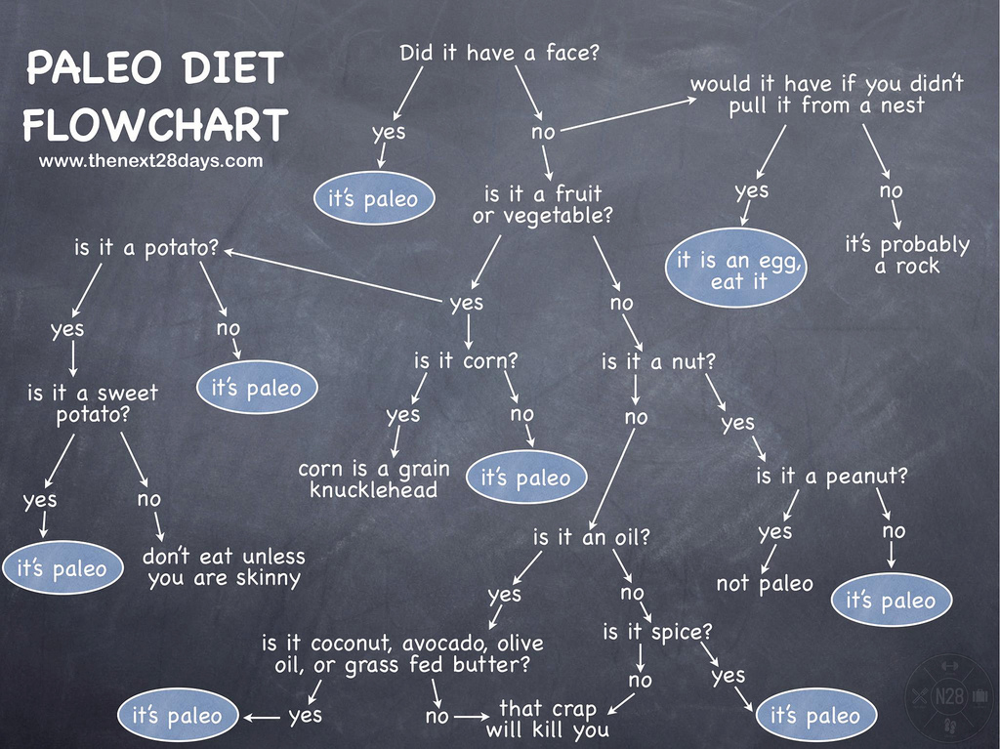 PALEO DIET
FLOWCHART
www.thenext28days.com
Did it have a face?
yes
no
it's paleo
would it have if you didn't
pull it from a nest
yes
no
it is an egg,
eat it
it's probably
a rock
is it a fruit
or vegetable?
yes
no
is it a potato?
yes
no
it's paleo
is it a sweet
potato?
yes
no
it's paleo
don't eat unless
you are skinny
is it corn?
yes
no
corn is a grain
knucklehead
it's paleo
is it a nut?
no
yes
is it a peanut?
yes
no
not paleo
it's paleo
is it an oil?
yes
no
is it coconut, avocado, olive
oil, or grass fed butter?
yes
no
it's paleo
that crap
will kill you
is it spice?
no
yes
it's paleo
N28